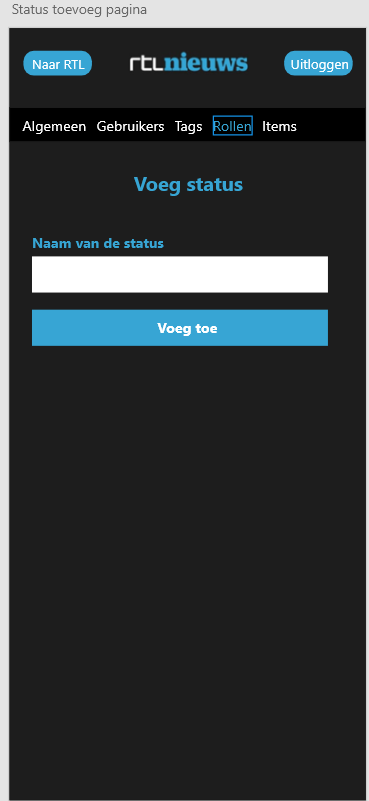 Status toevoeg pagina
Naar RTL rtlnieuws Uitloggen
Algemeen Gebruikers Tags Rollen Items
Voeg status
Naam van de status
Voeg toe